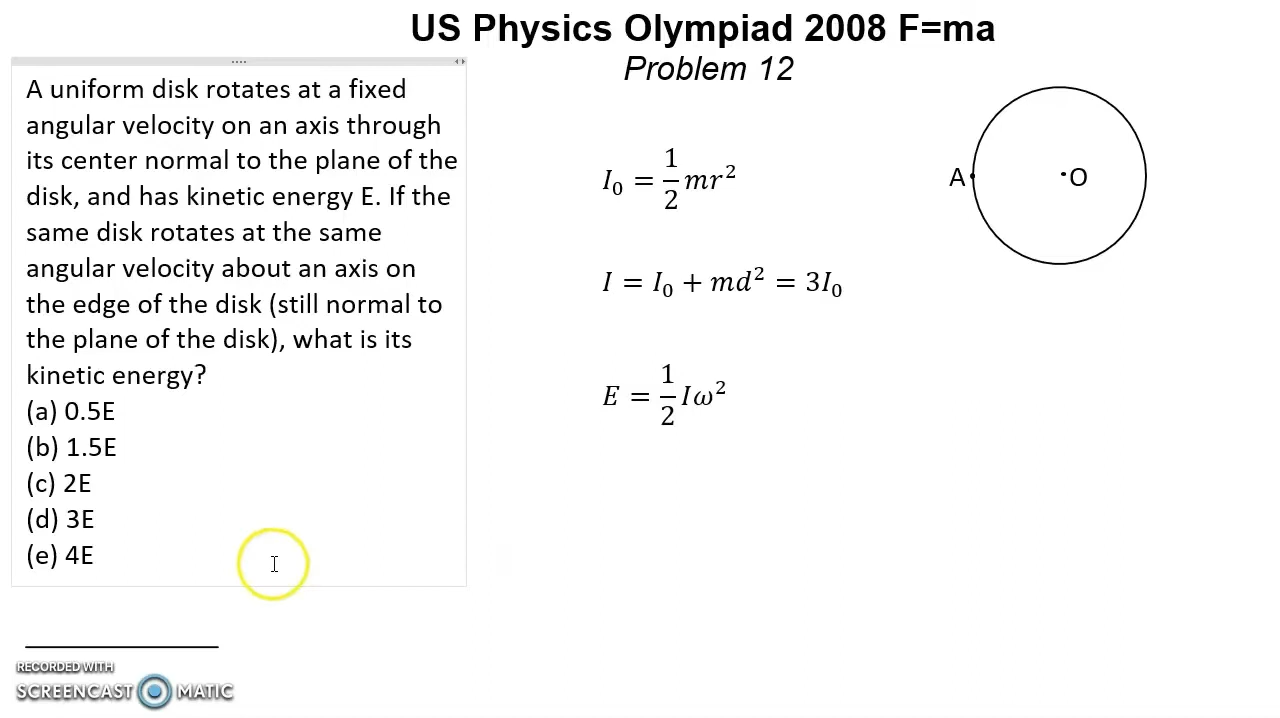 US Physics Olympiad 2008 F=ma
Problem 12
A uniform disk rotates at a fixed
angular velocity on an axis through
its center normal to the plane of the
disk, and has kinetic energy E. If the
same disk rotates at the same
angular velocity about an axis on
the edge of the disk (still normal to
the plane of the disk), what is its
kinetic energy?
(a) 0.5E
(b) 1.5E
(c) 2E
(d) 3E
(e) 4E
I₀ = 1/2 mr²
I = I₀ + md² = 3I₀
E = 1/2 Iω²
A
O
RECORDED WITH
SCREENCAST MATIC